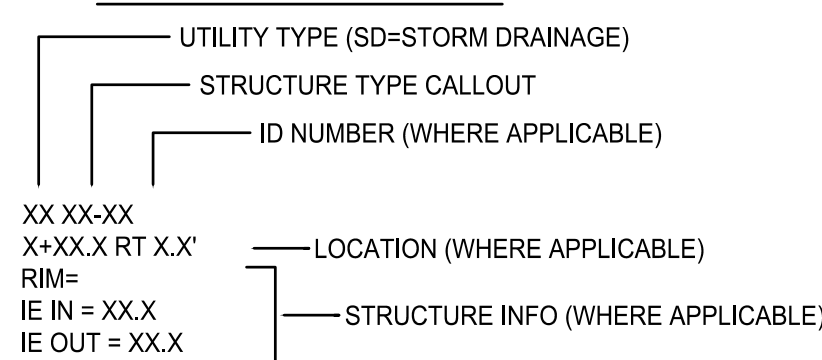 UTILITY TYPE (SD=STORM DRAINAGE)
STRUCTURE TYPE CALLOUT
ID NUMBER (WHERE APPLICABLE)
XX XX-XX
X+XX.X RT X.X'
LOCATION (WHERE APPLICABLE)
RIM=
IE IN = XX.X
STRUCTURE INFO (WHERE APPLICABLE)
IE OUT = XX.X